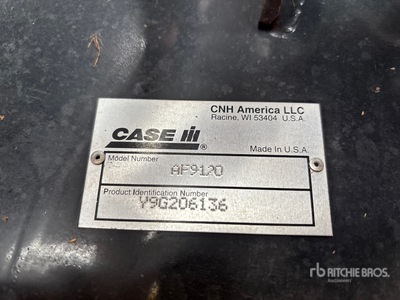 CNH America LLC
Racine, WI 53404 U.S.A.
CASE IH
®
Made in U.S.A.
Model Number
AF9120
Product Identification Number
Y9G206136
rb RITCHIE BROS.
Auctioneers